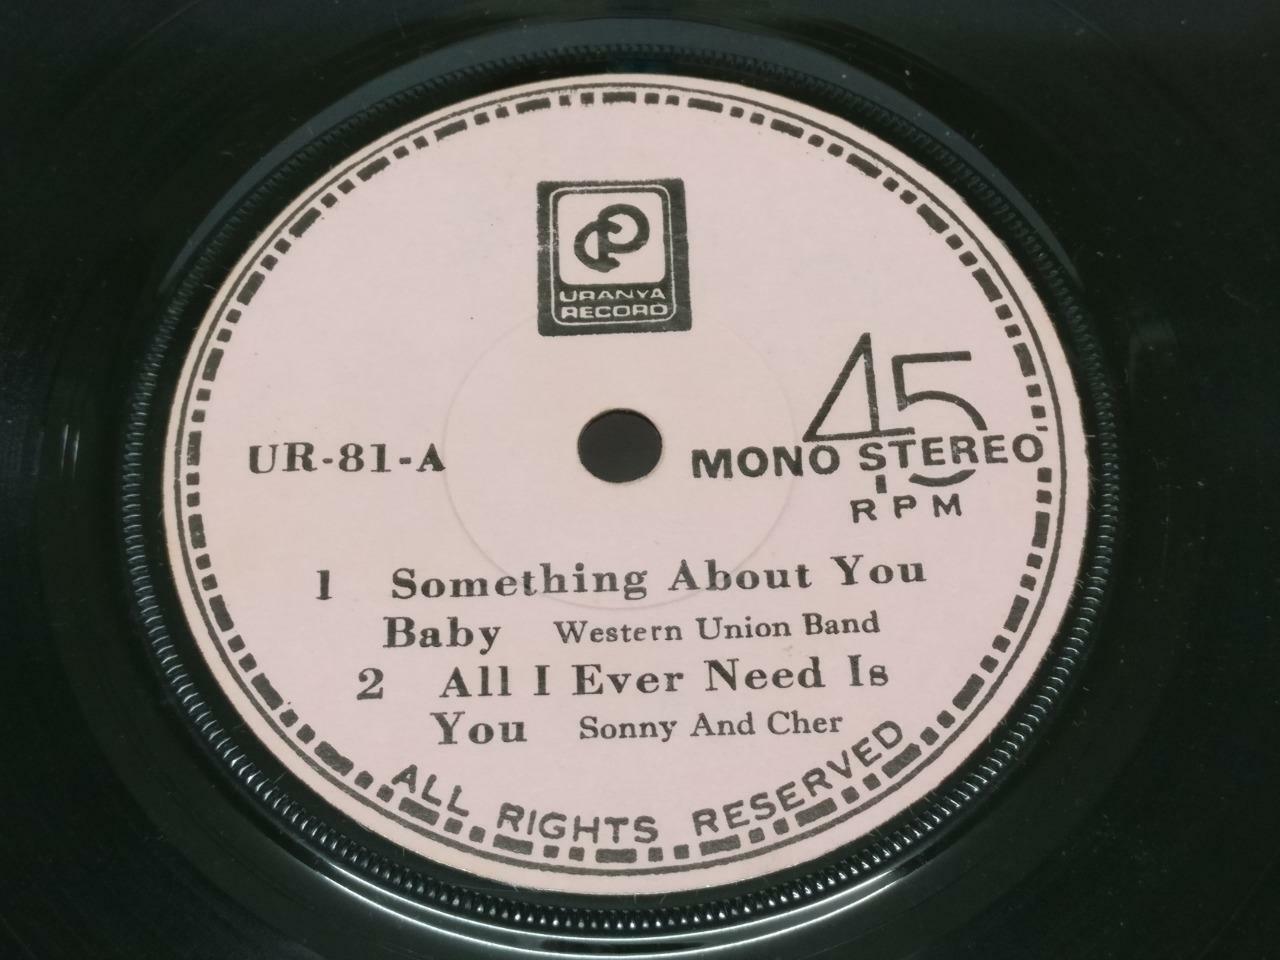 URANYA
RECORD
45
UR-81-A
MONO STEREO
RPM
1 Something About You
Baby Western Union Band
2 All I Ever Need Is
You Sonny And Cher
ALL RIGHTS RESERVED